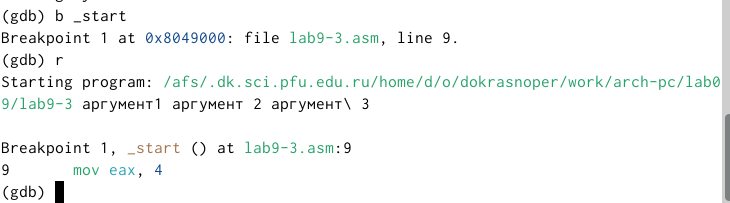 (gdb) b _start
Breakpoint 1 at 0x8049000: file lab9-3.asm, line 9.
(gdb) r
Starting program: /afs/.dk.sci.pfu.edu.ru/home/d/o/dokrasnoper/work/arch-pc/lab0
9/lab9-3 аргумент1 аргумент 2 аргумент\ 3
Breakpoint 1, _start () at lab9-3.asm:9
9 mov eax, 4
(gdb)